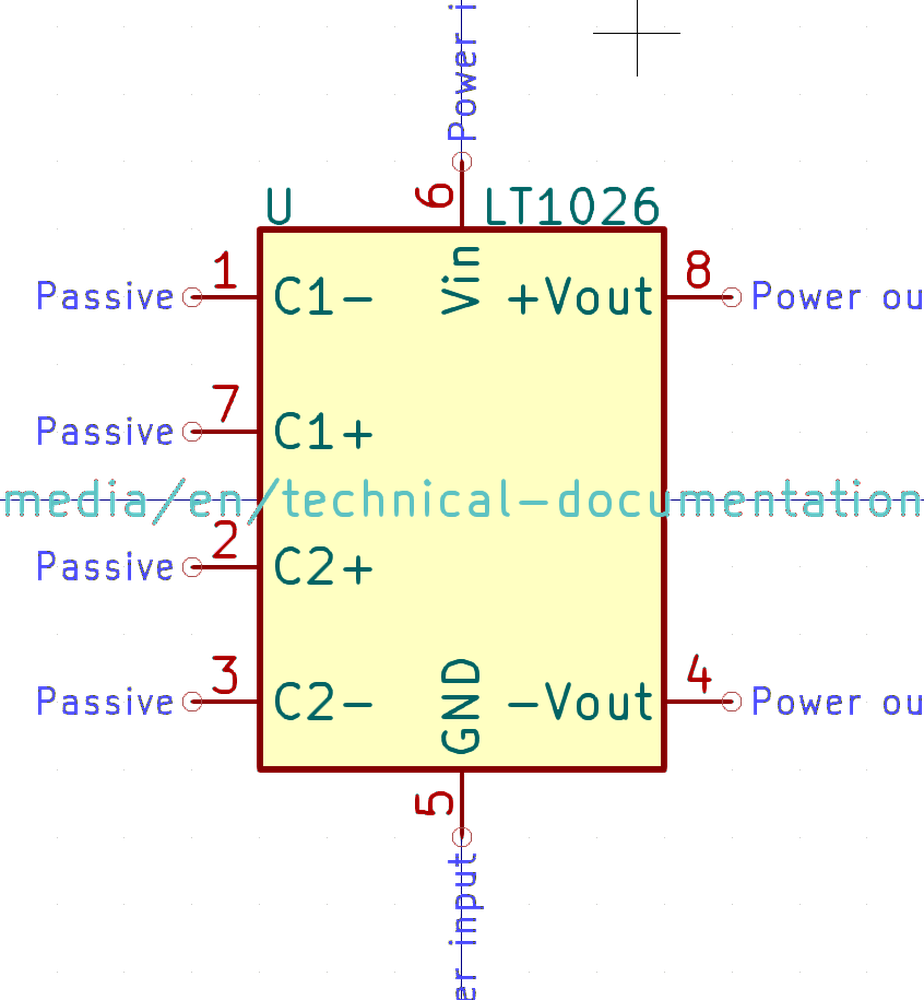 Power i
6
U
LT1026
1
8
Passive
C1-
Vin
+Vout
Power ou
7
Passive
C1+
media/en/technical-documentation
2
Passive
C2+
3
4
Passive
C2-
GND
-Vout
Power ou
5
er input